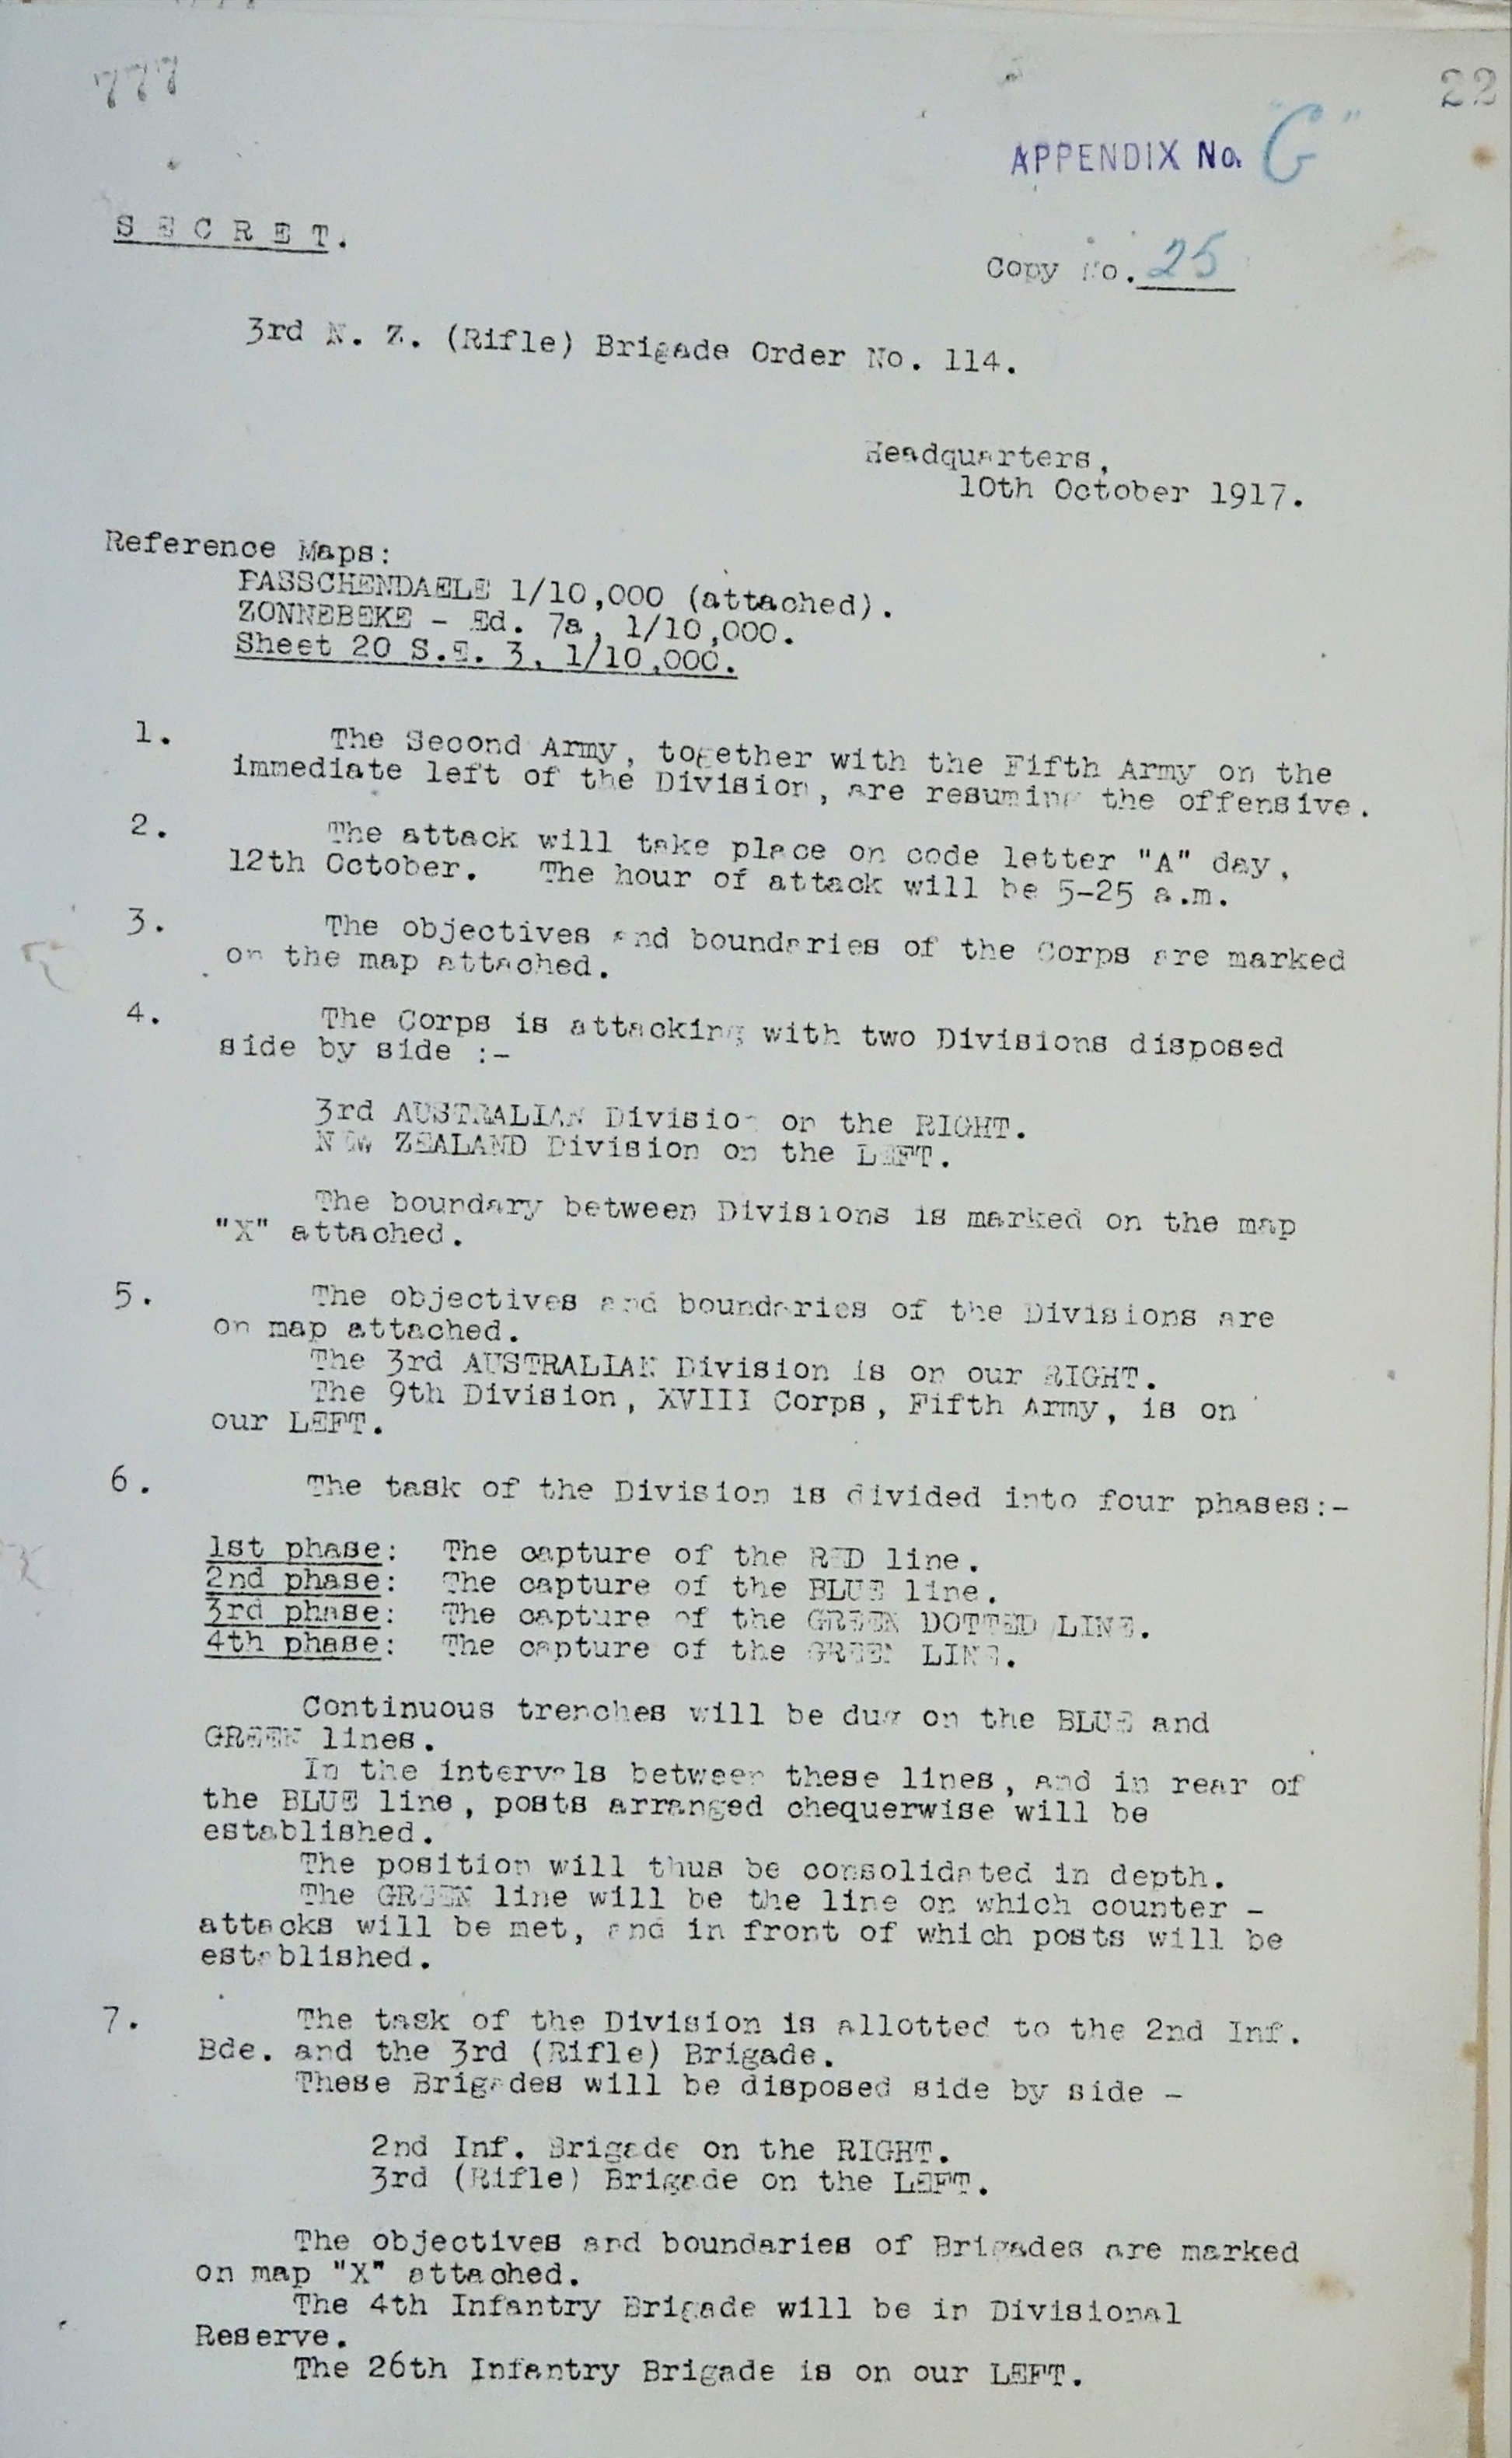 777
22
APPENDIX No. "G"
S E C R E T.
Copy No. 25
3rd N. Z. (Rifle) Brigade Order No. 114.
Headquarters,
10th October 1917.
Reference Maps:
PASSCHENDAELE 1/10,000 (attached).
ZONNEBEKE - Ed. 7a, 1/10,000.
Sheet 20 S.E. 3, 1/10,000.
1. The Second Army, together with the Fifth Army on the
immediate left of the Division, are resuming the offensive.
2. The attack will take place on code letter "A" day,
12th October. The hour of attack will be 5-25 a.m.
3. The objectives and boundaries of the Corps are marked
on the map attached.
4. The Corps is attacking with two Divisions disposed
side by side :-
3rd AUSTRALIAN Division on the RIGHT.
NEW ZEALAND Division on the LEFT.
The boundary between Divisions is marked on the map
"X" attached.
5. The objectives and boundaries of the Divisions are
on map attached.
The 3rd AUSTRALIAN Division is on our RIGHT.
The 9th Division, XVIII Corps, Fifth Army, is on
our LEFT.
6. The task of the Division is divided into four phases:-
1st phase: The capture of the RED line.
2nd phase: The capture of the BLUE line.
3rd phase: The capture of the GREEN DOTTED LINE.
4th phase: The capture of the GREEN LINE.
Continuous trenches will be dug on the BLUE and
GREEN lines.
In the intervals between these lines, and in rear of
the BLUE line, posts arranged chequerwise will be
established.
The position will thus be consolidated in depth.
The GREEN line will be the line on which counter -
attacks will be met, and in front of which posts will be
established.
7. The task of the Division is allotted to the 2nd Inf.
Bde. and the 3rd (Rifle) Brigade.
These Brigades will be disposed side by side -
2nd Inf. Brigade on the RIGHT.
3rd (Rifle) Brigade on the LEFT.
The objectives and boundaries of Brigades are marked
on map "X" attached.
The 4th Infantry Brigade will be in Divisional
Reserve.
The 26th Infantry Brigade is on our LEFT.